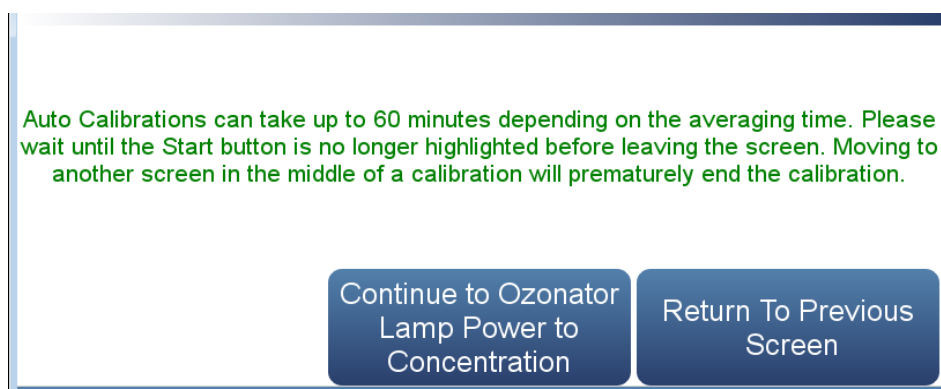 Auto Calibrations can take up to 60 minutes depending on the averaging time. Please
wait until the Start button is no longer highlighted before leaving the screen. Moving to
another screen in the middle of a calibration will prematurely end the calibration.
Continue to Ozonator
Lamp Power to
Concentration
Return To Previous
Screen